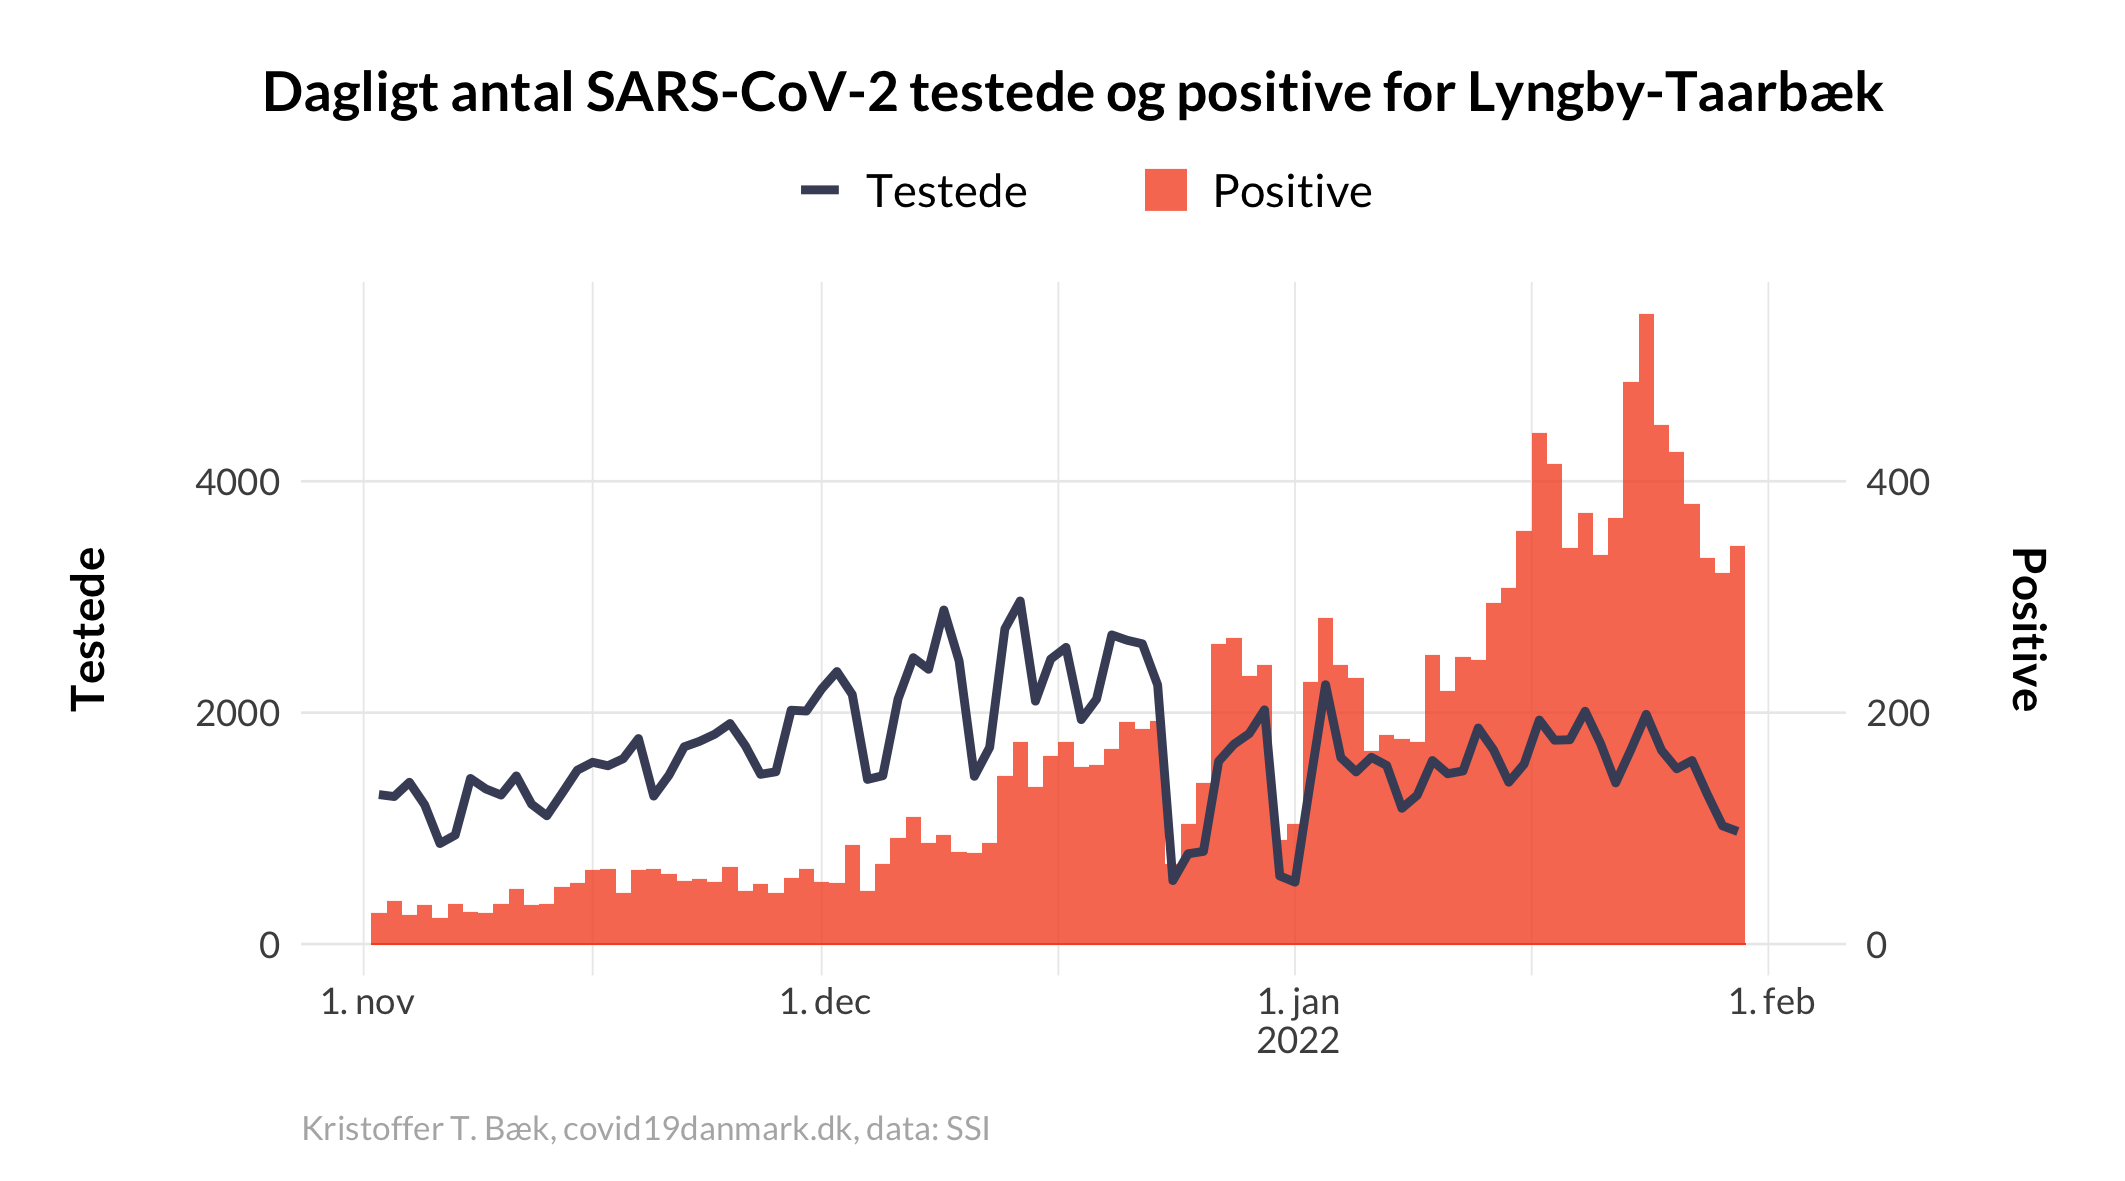 Dagligt antal SARS-CoV-2 testede og positive for Lyngby-Taarbæk
Testede
Positive
4000
2000
0
Testede
400
200
0
Positive
1. nov
1. dec
1. jan
2022
1. feb
Kristoffer T. Bæk, covid19danmark.dk, data: SSI